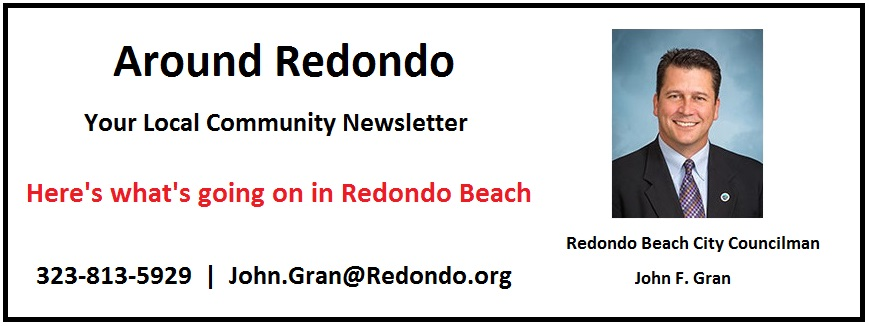 Around Redondo
Your Local Community Newsletter
Here's what's going on in Redondo Beach
323-813-5929 | John.Gran@Redondo.org
Redondo Beach City Councilman
John F. Gran